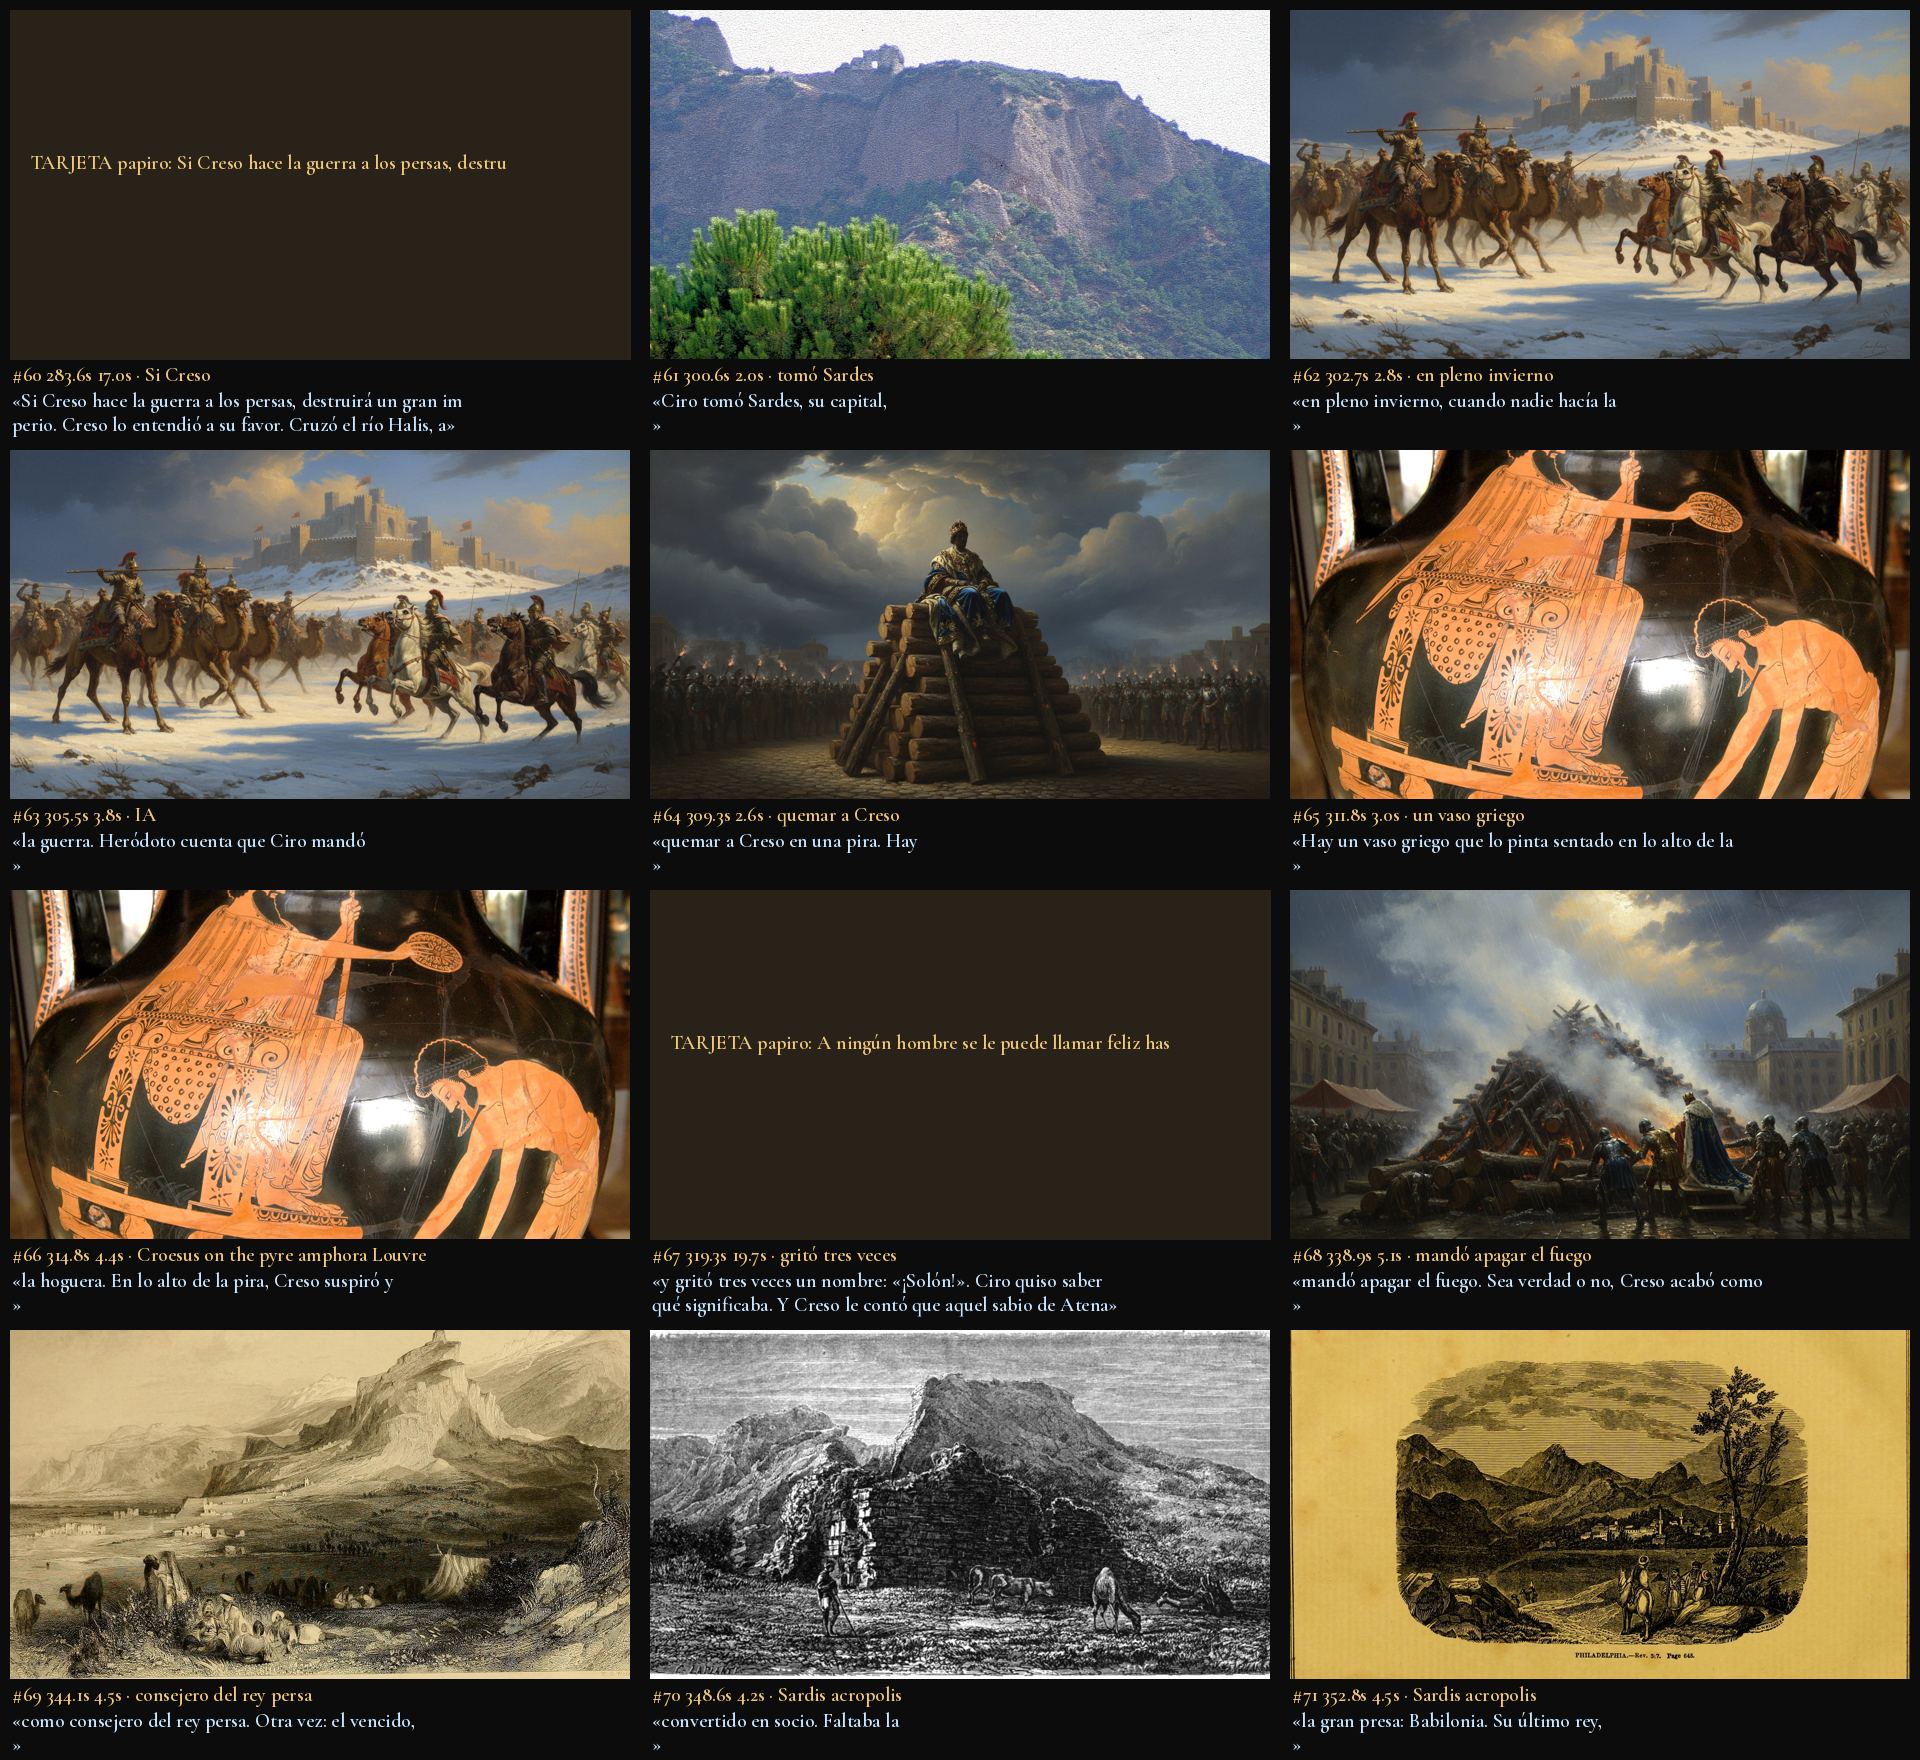 TARJETA papiro: Si Creso hace la guerra a los persas, destru
#60 283.6s 17.0s · Si Creso
«Si Creso hace la guerra a los persas, destruirá un gran im
perio. Creso lo entendió a su favor. Cruzó el río Halis, a»
#61 300.6s 2.0s · tomó Sardes
«Ciro tomó Sardes, su capital,
»
#62 302.7s 2.8s · en pleno invierno
«en pleno invierno, cuando nadie hacía la
»
#63 305.5s 3.8s · IA
«la guerra. Heródoto cuenta que Ciro mandó
»
#64 309.3s 2.6s · quemar a Creso
«quemar a Creso en una pira. Hay
»
#65 311.8s 3.0s · un vaso griego
«Hay un vaso griego que lo pinta sentado en lo alto de la
»
#66 314.8s 4.4s · Croesus on the pyre amphora Louvre
«la hoguera. En lo alto de la pira, Creso suspiró y
»
TARJETA papiro: A ningún hombre se le puede llamar feliz has
#67 319.3s 19.7s · gritó tres veces
«y gritó tres veces un nombre: «¡Solón!». Ciro quiso saber
qué significaba. Y Creso le contó que aquel sabio de Atena»
#68 338.9s 5.1s · mandó apagar el fuego
«mandó apagar el fuego. Sea verdad o no, Creso acabó como
»
#69 344.1s 4.5s · consejero del rey persa
«como consejero del rey persa. Otra vez: el vencido,
»
#70 348.6s 4.2s · Sardis acropolis
«convertido en socio. Faltaba la
»
PHILADELPHIA.—Rev. 3:7. Page 648.
#71 352.8s 4.5s · Sardis acropolis
«la gran presa: Babilonia. Su último rey,
»